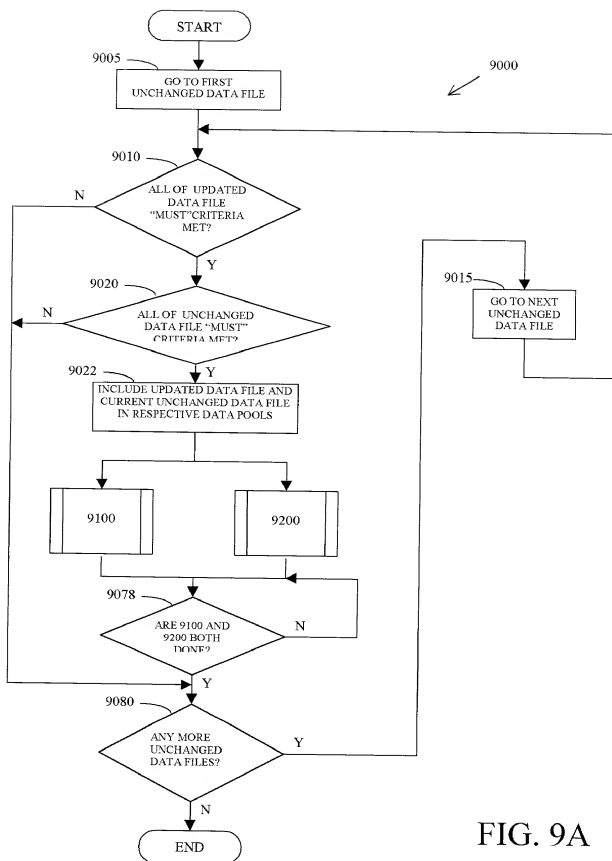 START
9005
GO TO FIRST
UNCHANGED DATA FILE
9000
9010
N
ALL OF UPDATED
DATA FILE
“MUST”CRITERIA
MET?
Y
9020
N
ALL OF UNCHANGED
DATA FILE “MUST”
CRITERIA MET?
Y
9015
GO TO NEXT
UNCHANGED
DATA FILE
9022
INCLUDE UPDATED DATA FILE AND
CURRENT UNCHANGED DATA FILE
IN RESPECTIVE DATA POOLS
9100
9200
9078
ARE 9100 AND
9200 BOTH
DONE?
N
Y
9080
ANY MORE
UNCHANGED
DATA FILES?
Y
N
END
FIG. 9A